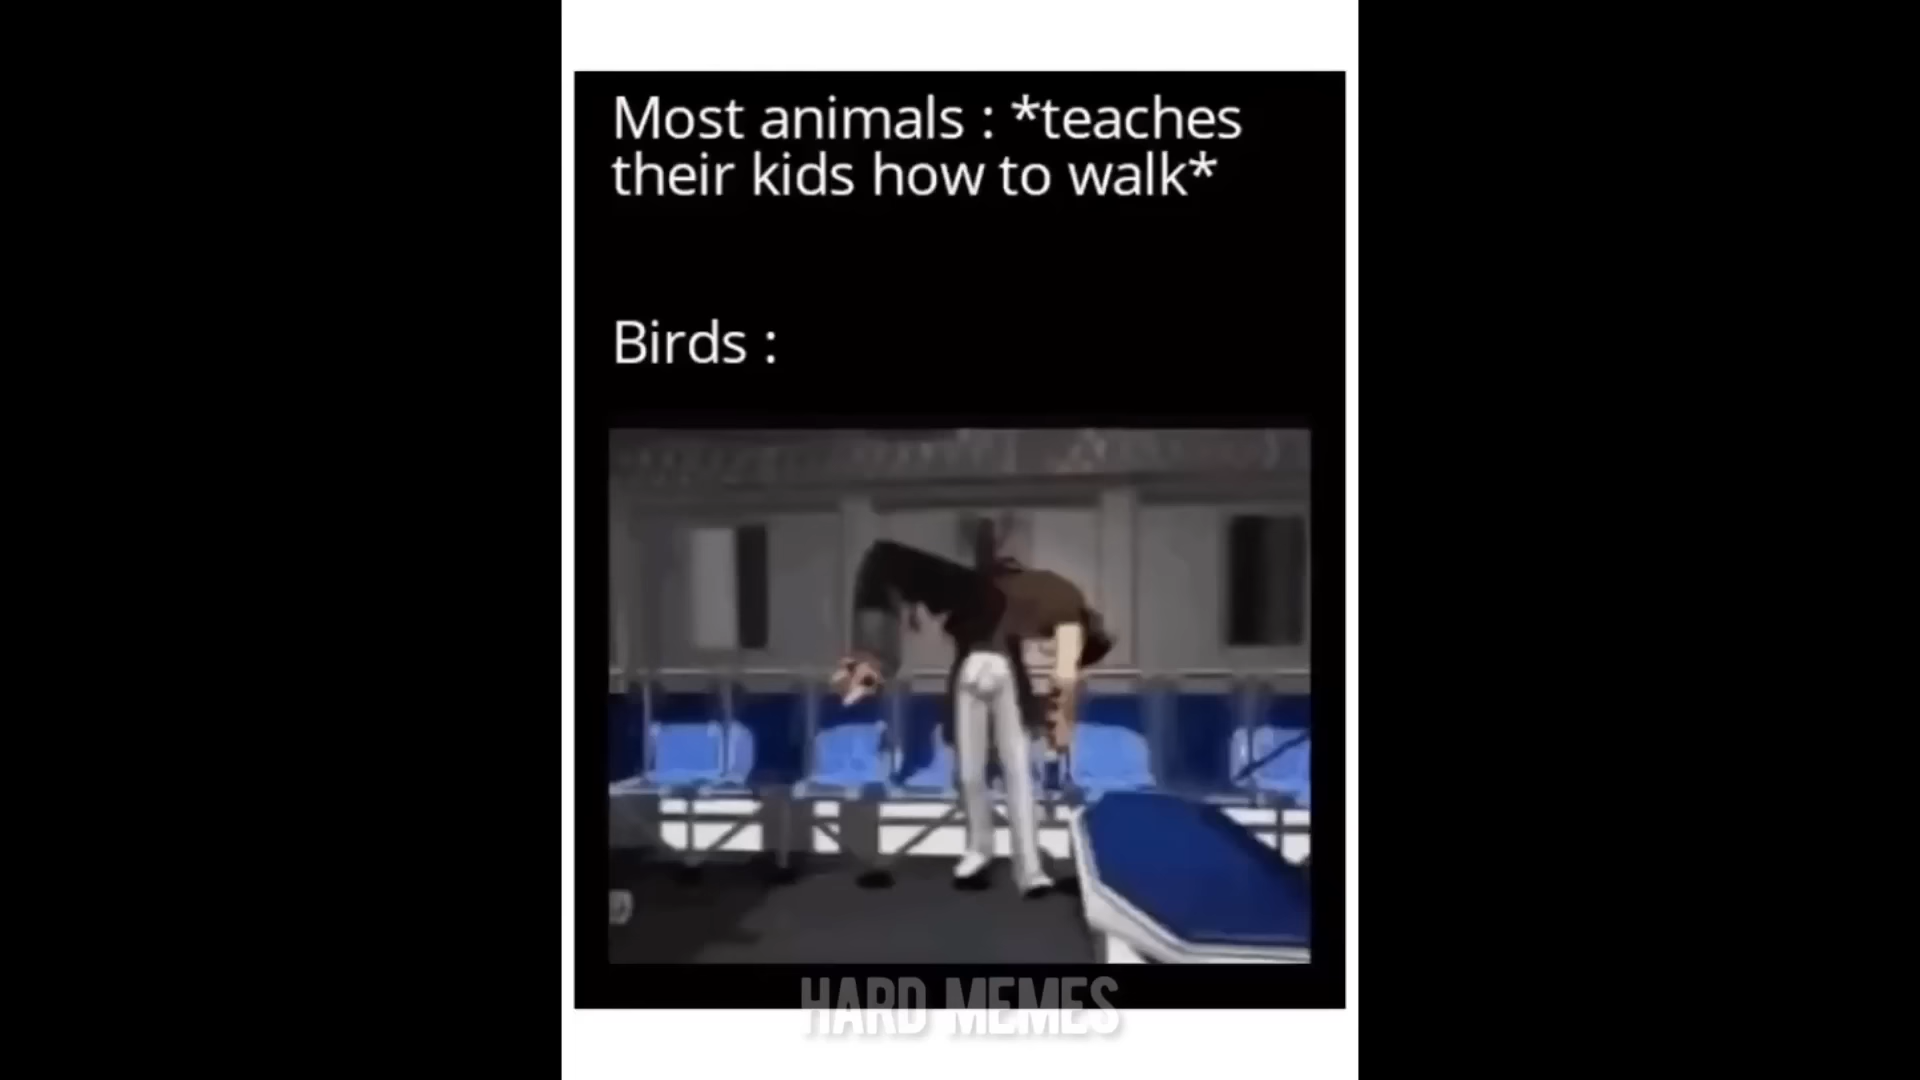 Most animals : *teaches
their kids how to walk*
Birds :
HARD MEMES